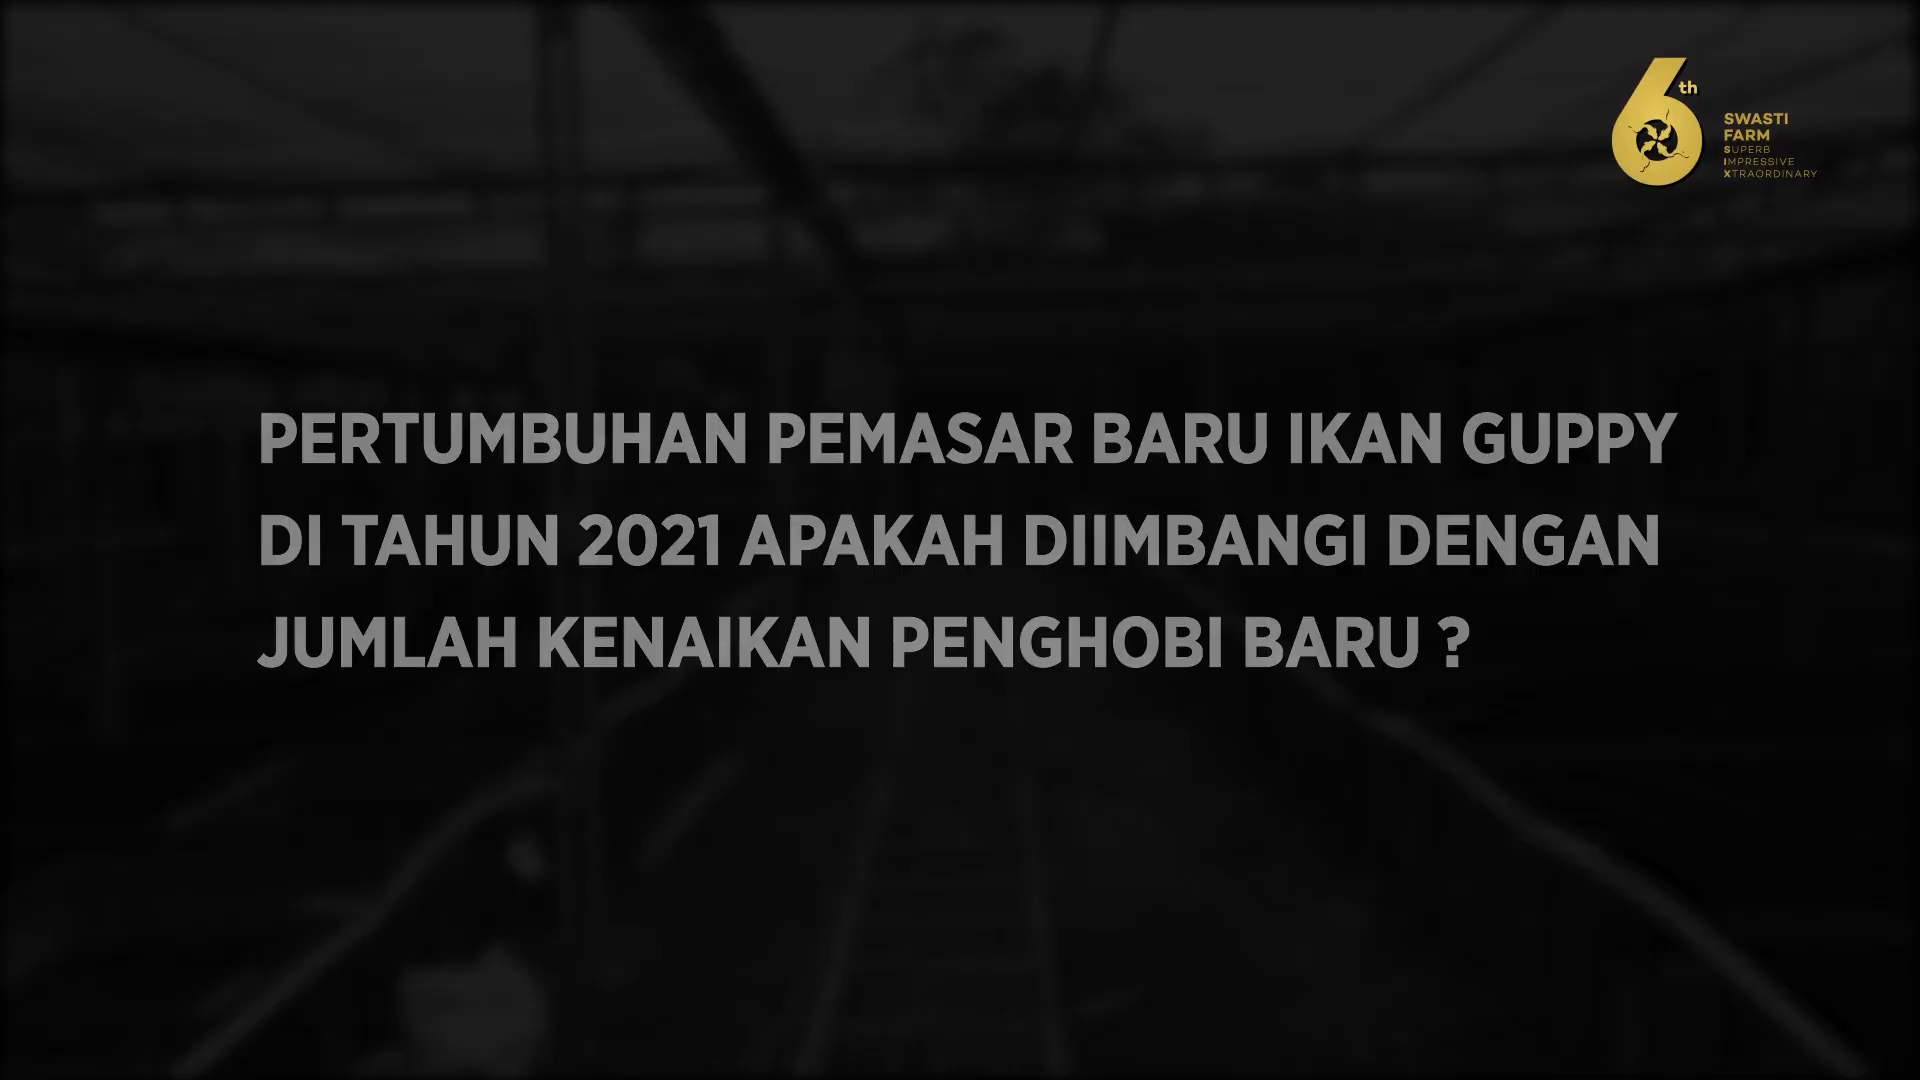 6th
SWASTI
FARM
SUPERB
IMPRESSIVE
XTRAORDINARY
PERTUMBUHAN PEMASAR BARU IKAN GUPPY
DI TAHUN 2021 APAKAH DIIMBANGI DENGAN
JUMLAH KENAIKAN PENGHOBI BARU ?